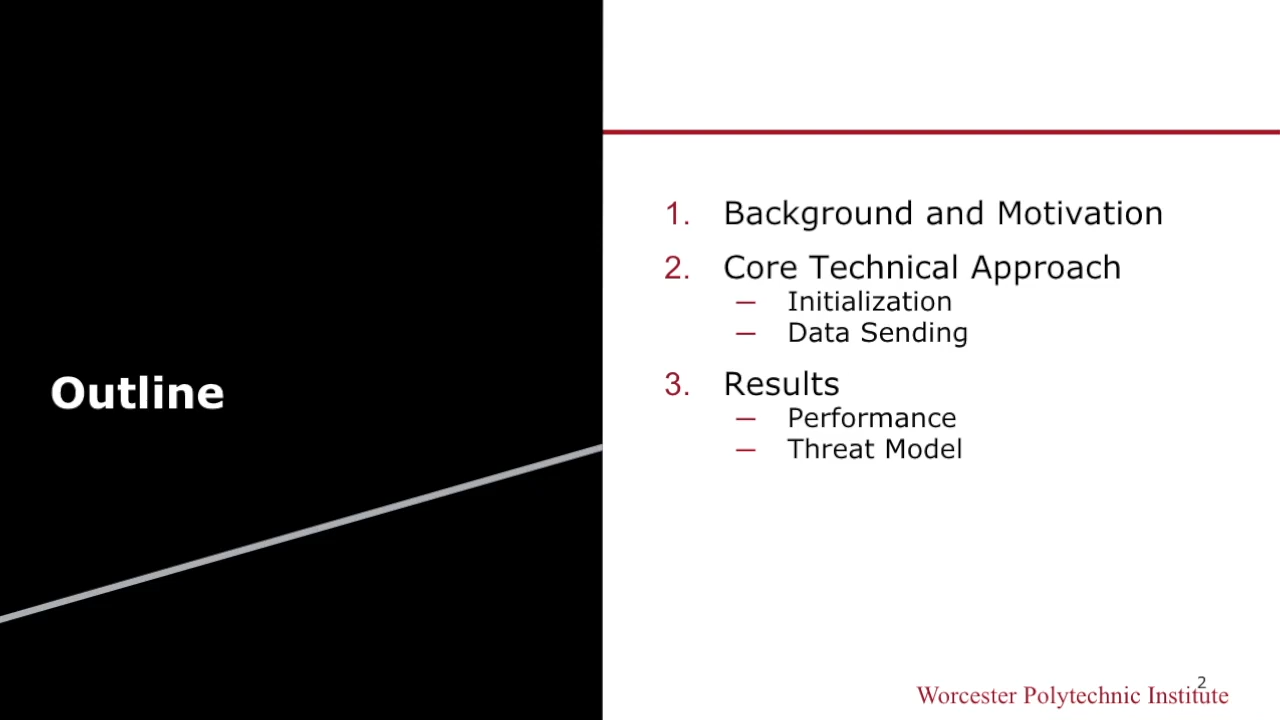 Outline
1. Background and Motivation
2. Core Technical Approach
— Initialization
— Data Sending
3. Results
— Performance
— Threat Model
2
Worcester Polytechnic Institute